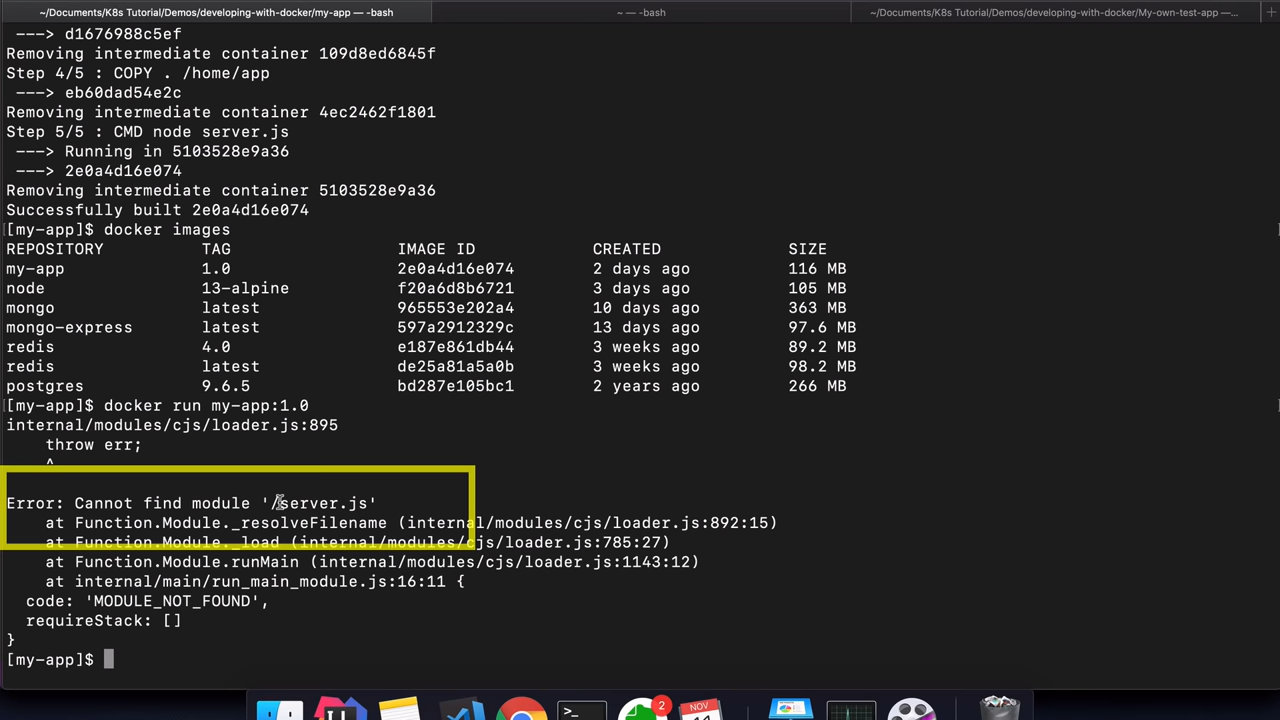 ~/Documents/K8s Tutorial/Demos/developing-with-docker/my-app — -bash
~ — -bash
~/Documents/K8s Tutorial/Demos/developing-with-docker/My-own-test-app —...
---> d1676988c5ef
Removing intermediate container 109d8ed6845f
Step 4/5 : COPY . /home/app
---> eb60dad54e2c
Removing intermediate container 4ec2462f1801
Step 5/5 : CMD node server.js
---> Running in 5103528e9a36
---> 2e0a4d16e074
Removing intermediate container 5103528e9a36
Successfully built 2e0a4d16e074
[my-app]$ docker images
REPOSITORY TAG IMAGE ID CREATED SIZE
my-app 1.0 2e0a4d16e074 2 days ago 116 MB
node 13-alpine f20a6d8b6721 3 days ago 105 MB
mongo latest 965553e202a4 10 days ago 363 MB
mongo-express latest 597a2912329c 13 days ago 97.6 MB
redis 4.0 e187e861db44 3 weeks ago 89.2 MB
redis latest de25a81a5a0b 3 weeks ago 98.2 MB
postgres 9.6.5 bd287e105bc1 2 years ago 266 MB
[my-app]$ docker run my-app:1.0
internal/modules/cjs/loader.js:895
throw err;
^
Error: Cannot find module '/server.js'
at Function.Module._resolveFilename (internal/modules/cjs/loader.js:892:15)
at Function.Module._load (internal/modules/cjs/loader.js:785:27)
at Function.Module.runMain (internal/modules/cjs/loader.js:1143:12)
at internal/main/run_main_module.js:16:11 {
code: 'MODULE_NOT_FOUND',
requireStack: []
}
[my-app]$
>_
2
NOV